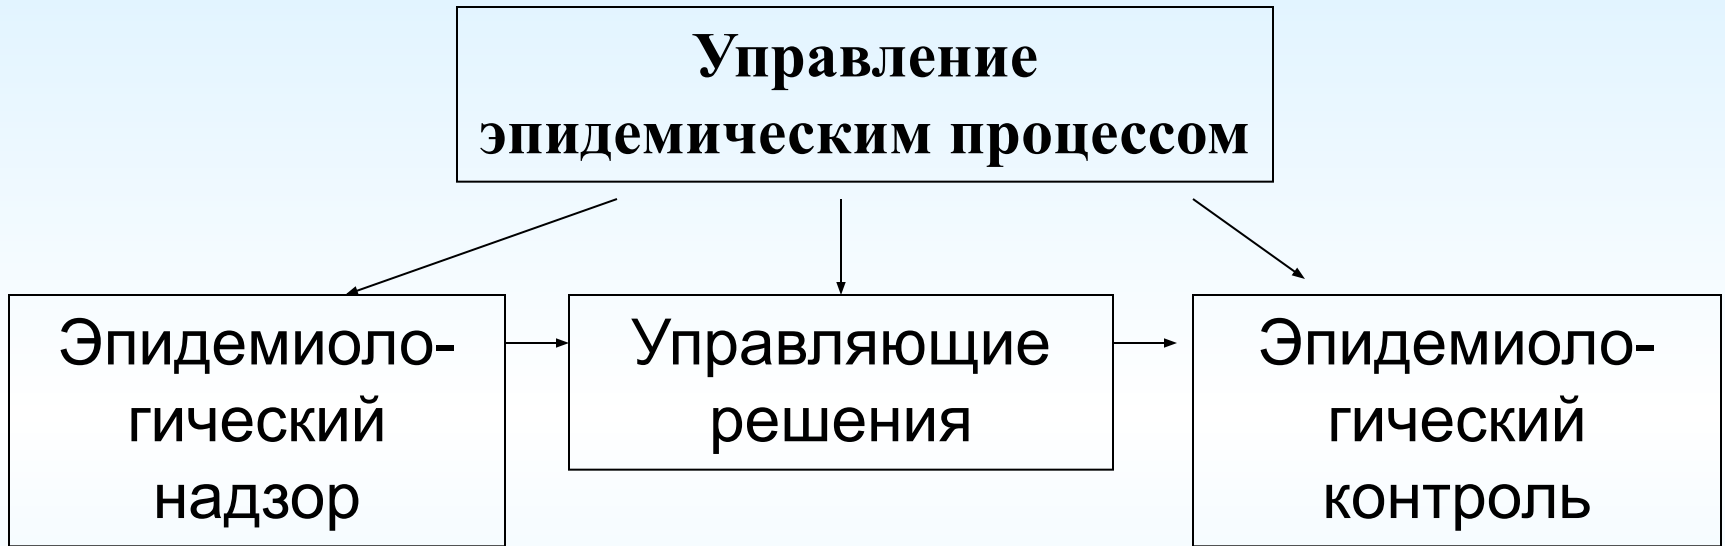 Управление
эпидемическим процессом
Эпидемиоло-
гический
надзор
Управляющие
решения
Эпидемиоло-
гический
контроль